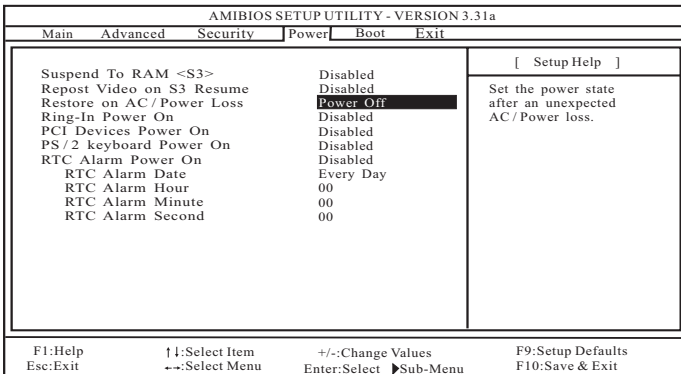 AMIBIOS SETUP UTILITY - VERSION 3.31a
Main Advanced Security Power Boot Exit
Suspend To RAM <S3> Disabled
Repost Video on S3 Resume Disabled
Restore on AC/Power Loss Power Off
Ring-In Power On Disabled
PCI Devices Power On Disabled
PS/2 keyboard Power On Disabled
RTC Alarm Power On Disabled
RTC Alarm Date Every Day
RTC Alarm Hour 00
RTC Alarm Minute 00
RTC Alarm Second 00
[ Setup Help ]
Set the power state
after an unexpected
AC/Power loss.
F1:Help ↑↓:Select Item +/-:Change Values F9:Setup Defaults
Esc:Exit ←→:Select Menu Enter:Select ▶Sub-Menu F10:Save & Exit